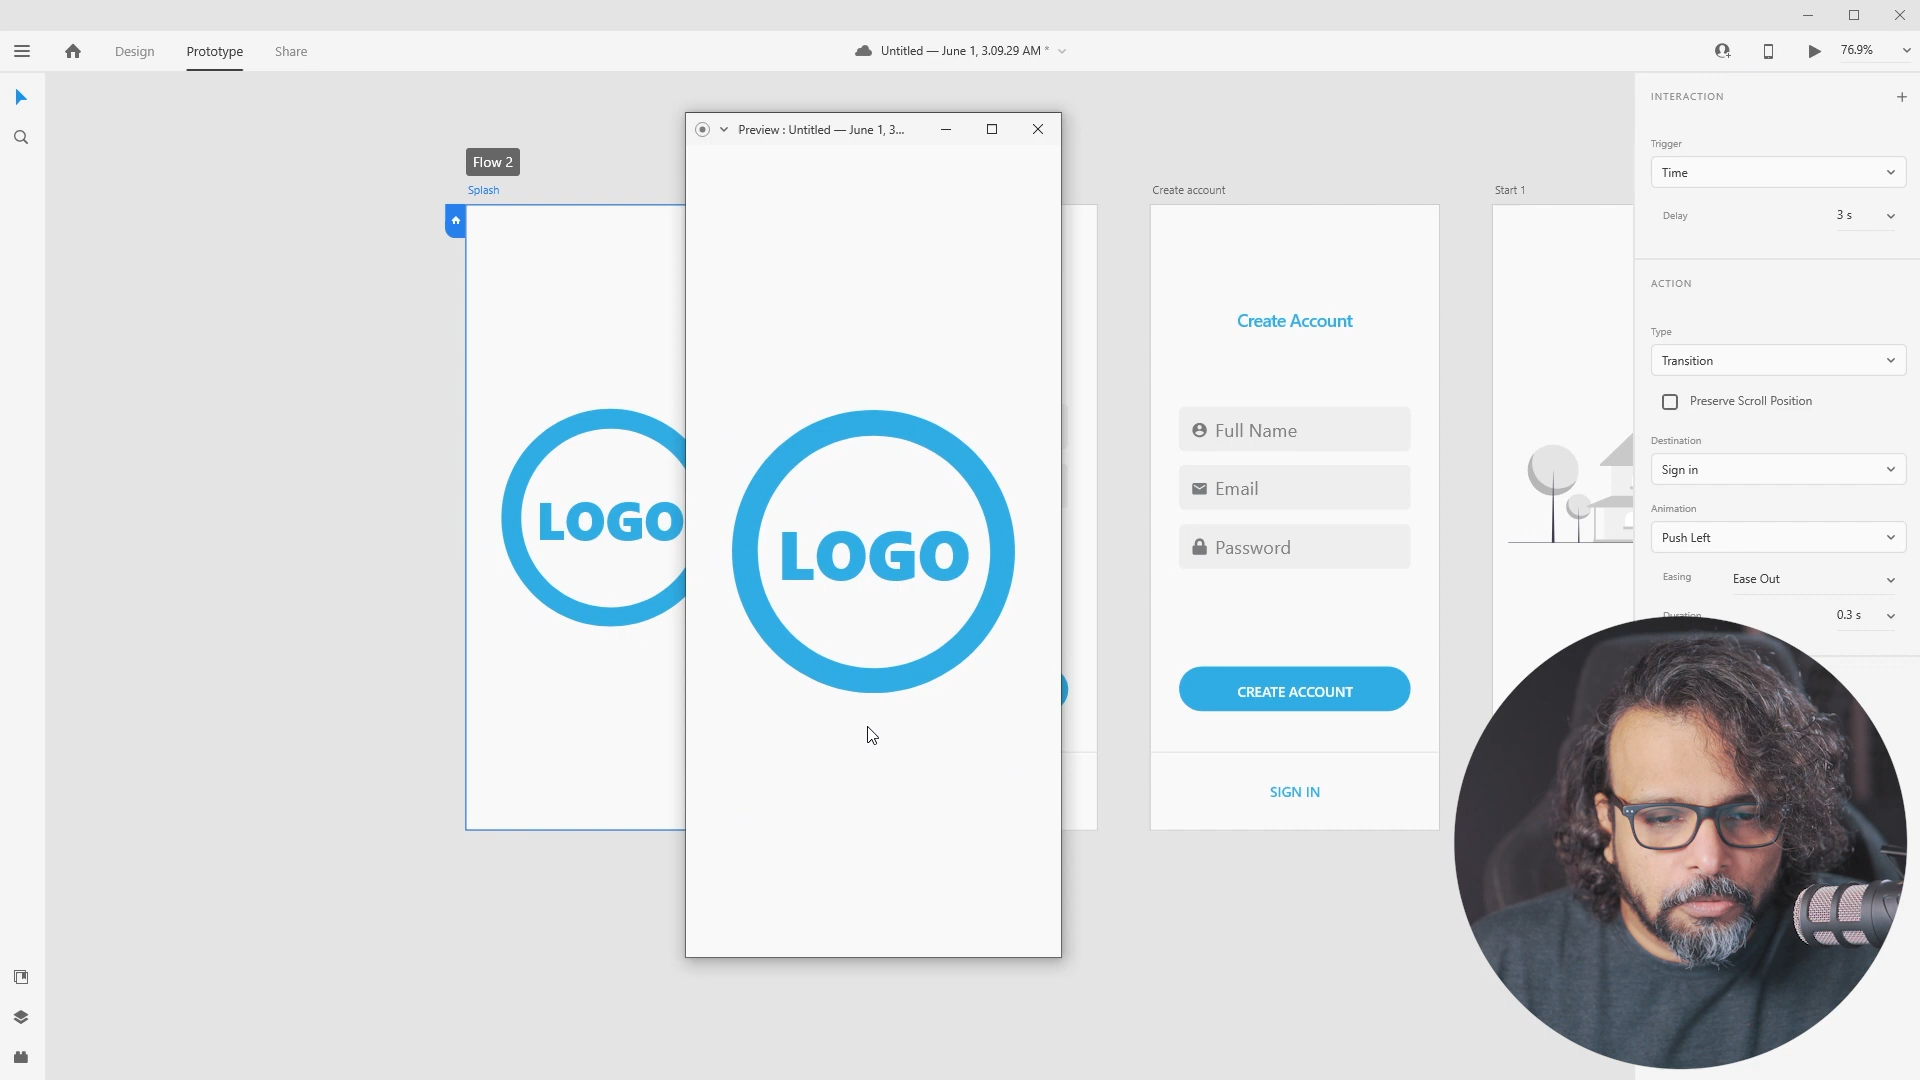 Design
Prototype
Share
Untitled — June 1, 3.09.29 AM *
76.9%
Preview : Untitled — June 1, 3...
Flow 2
Splash
LOGO
LOGO
Create account
Create Account
Full Name
Email
Password
CREATE ACCOUNT
SIGN IN
Start 1
INTERACTION
Trigger
Time
Delay
3 s
ACTION
Type
Transition
Preserve Scroll Position
Destination
Sign in
Animation
Push Left
Easing
Ease Out
Duration
0.3 s